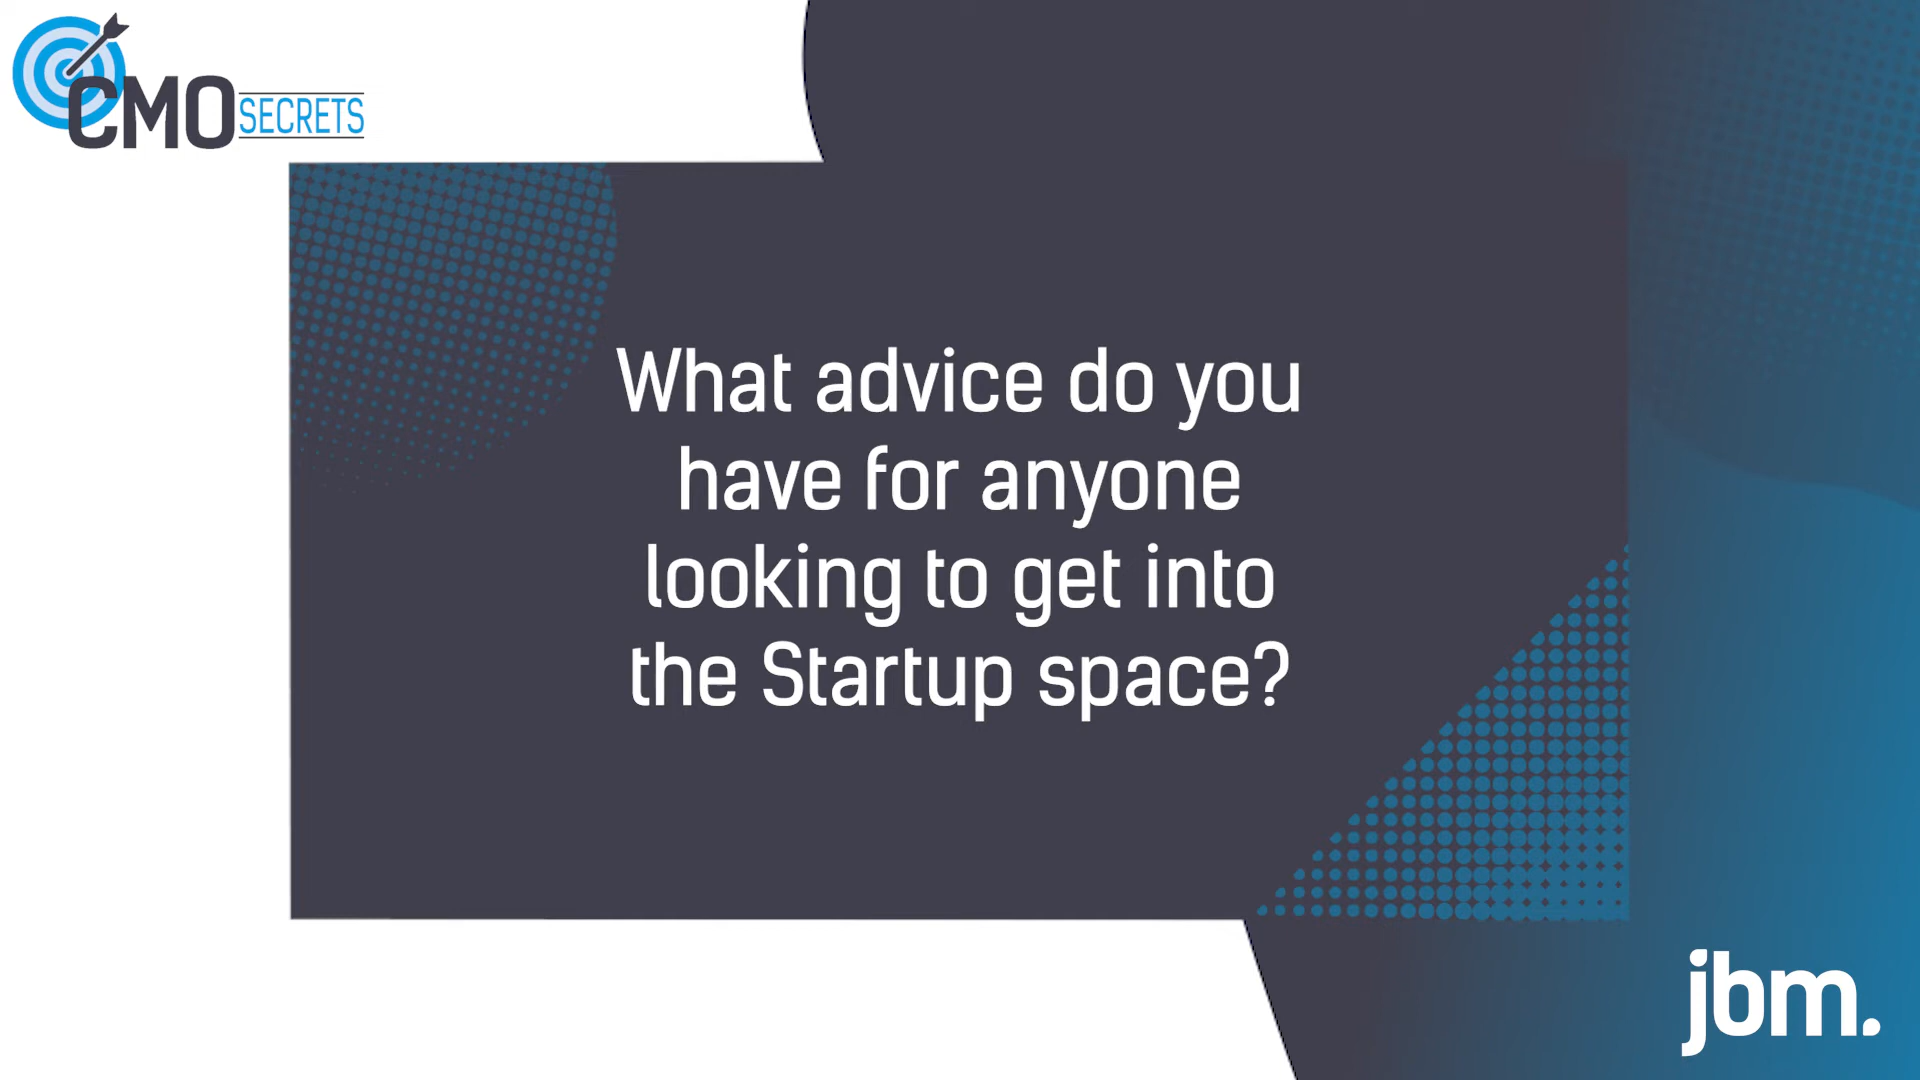 CMO SECRETS
What advice do you
have for anyone
looking to get into
the Startup space?
jbm.